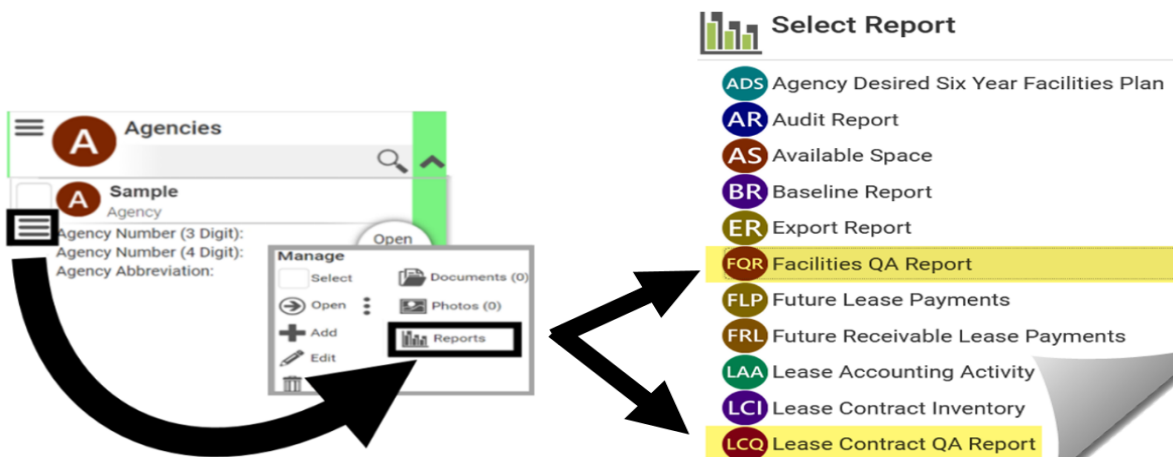 Agencies
A
A
Sample
Agency
Agency Number (3 Digit):
Agency Number (4 Digit):
Agency Abbreviation:
Open
Manage
Select
Documents (0)
Open
Photos (0)
Add
Reports
Edit
Select Report
ADS Agency Desired Six Year Facilities Plan
AR Audit Report
AS Available Space
BR Baseline Report
ER Export Report
FQR Facilities QA Report
FLP Future Lease Payments
FRL Future Receivable Lease Payments
LAA Lease Accounting Activity
LCI Lease Contract Inventory
LCQ Lease Contract QA Report